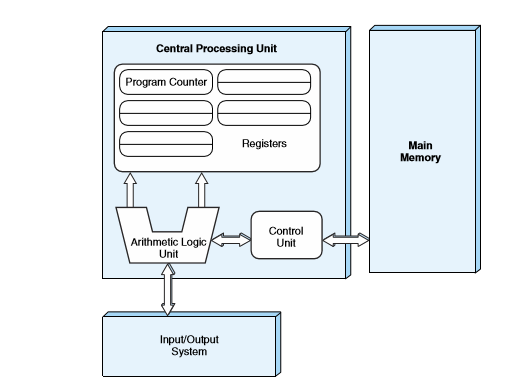 Central Processing Unit
Program Counter
Registers
Main
Memory
Arithmetic Logic
Unit
Control
Unit
Input/Output
System